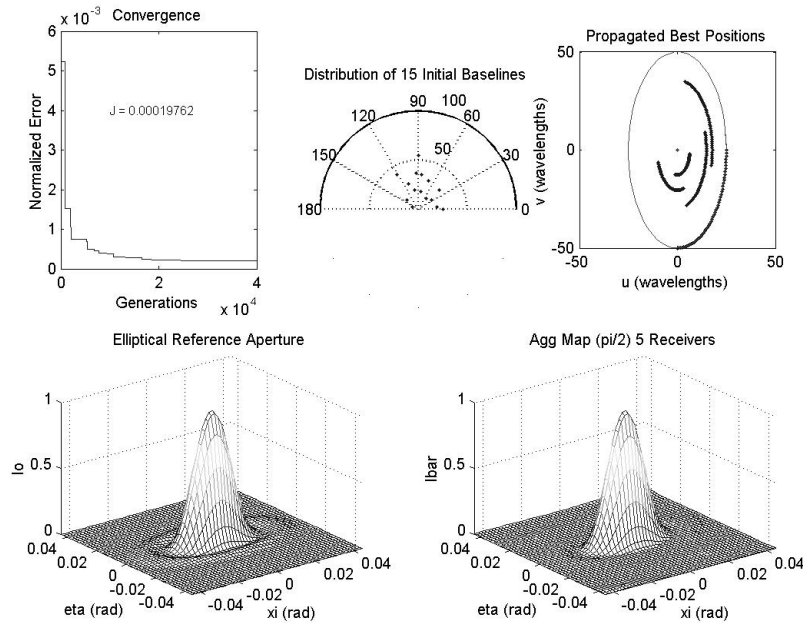 Convergence
x 10^-3
6
5
4
3
2
1
0
Normalized Error
J = 0.00019762
0
2
4
Generations
x 10^4
Distribution of 15 Initial Baselines
90
100
120
60
150
50
30
180
0
Propagated Best Positions
50
0
-50
v (wavelengths)
-50
0
50
u (wavelengths)
Elliptical Reference Aperture
1
0.5
0
Io
0.04
0.02
0
-0.02
-0.04
eta (rad)
-0.04
-0.02
0
0.02
0.04
xi (rad)
Agg Map (pi/2) 5 Receivers
1
0.5
0
Ibar
0.04
0.02
0
-0.02
-0.04
eta (rad)
-0.04
-0.02
0
0.02
0.04
xi (rad)